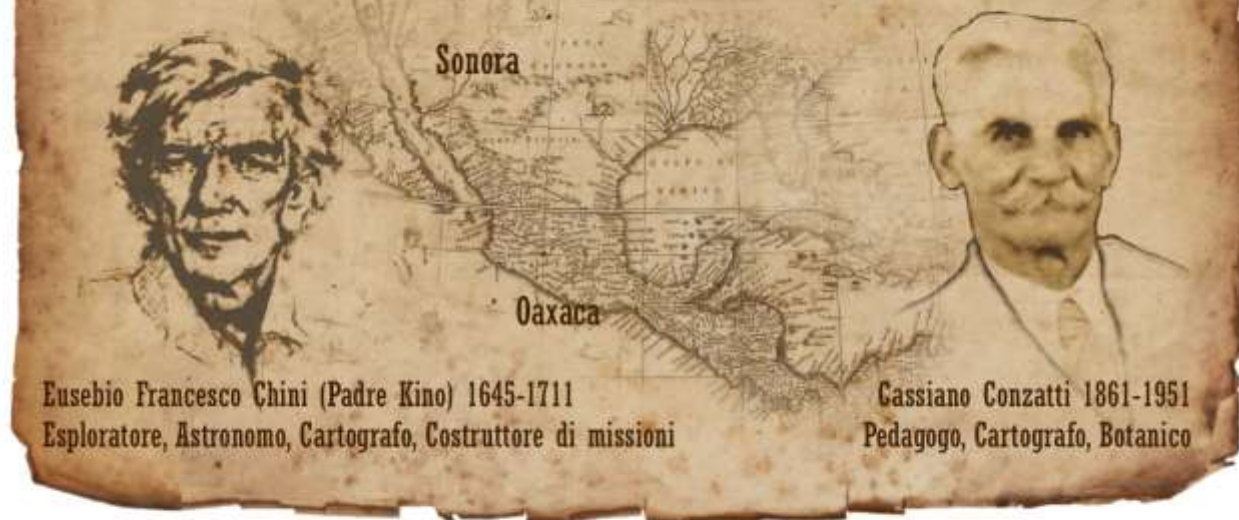 Sonora
Oaxaca
Eusebio Francesco Chini (Padre Kino) 1645-1711
Esploratore, Astronomo, Cartografo, Costruttore di missioni
Cassiano Conzatti 1861-1951
Pedagogo, Cartografo, Botanico